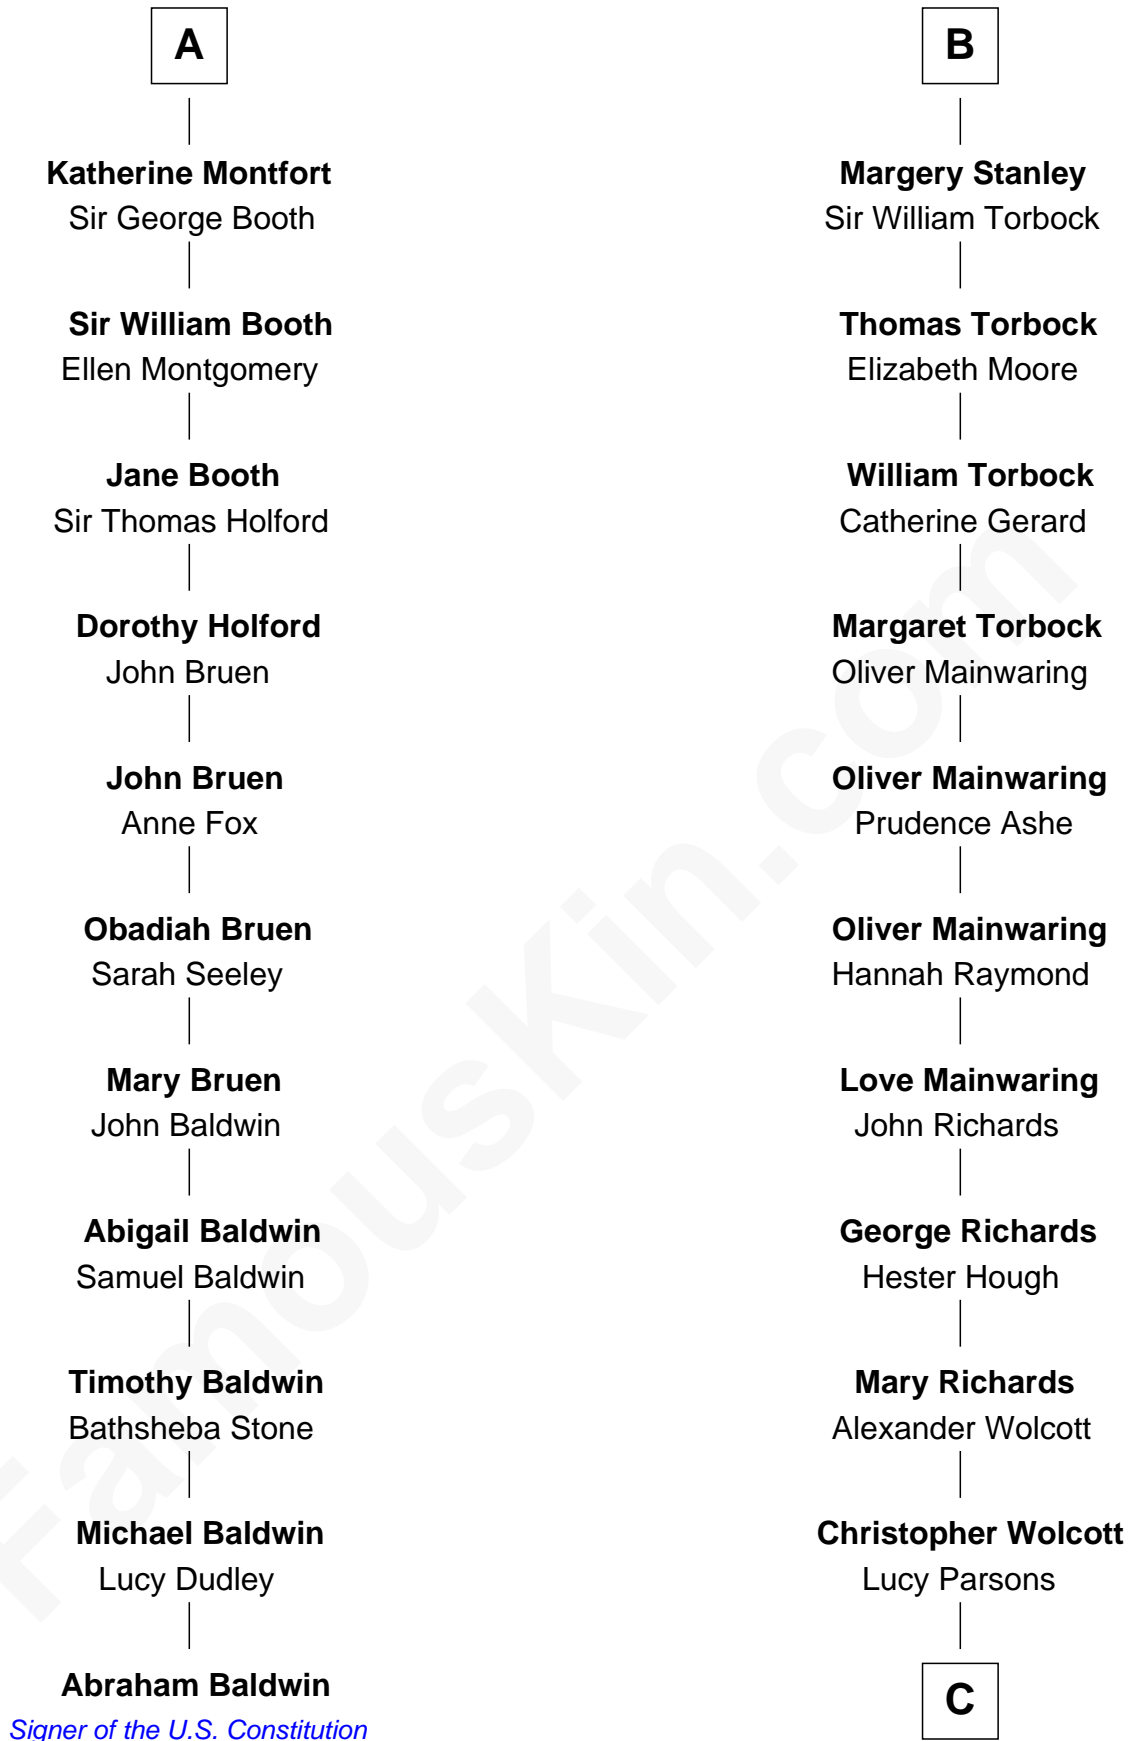 A
Katherine Montfort
Sir George Booth
Sir William Booth
Ellen Montgomery
Jane Booth
Sir Thomas Holford
Dorothy Holford
John Bruen
John Bruen
Anne Fox
Obadiah Bruen
Sarah Seeley
Mary Bruen
John Baldwin
Abigail Baldwin
Samuel Baldwin
Timothy Baldwin
Bathsheba Stone
Michael Baldwin
Lucy Dudley
Abraham Baldwin
Signer of the U.S. Constitution
B
Margery Stanley
Sir William Torbock
Thomas Torbock
Elizabeth Moore
William Torbock
Catherine Gerard
Margaret Torbock
Oliver Mainwaring
Oliver Mainwaring
Prudence Ashe
Oliver Mainwaring
Hannah Raymond
Love Mainwaring
John Richards
George Richards
Hester Hough
Mary Richards
Alexander Wolcott
Christopher Wolcott
Lucy Parsons
C
FamousKin.com